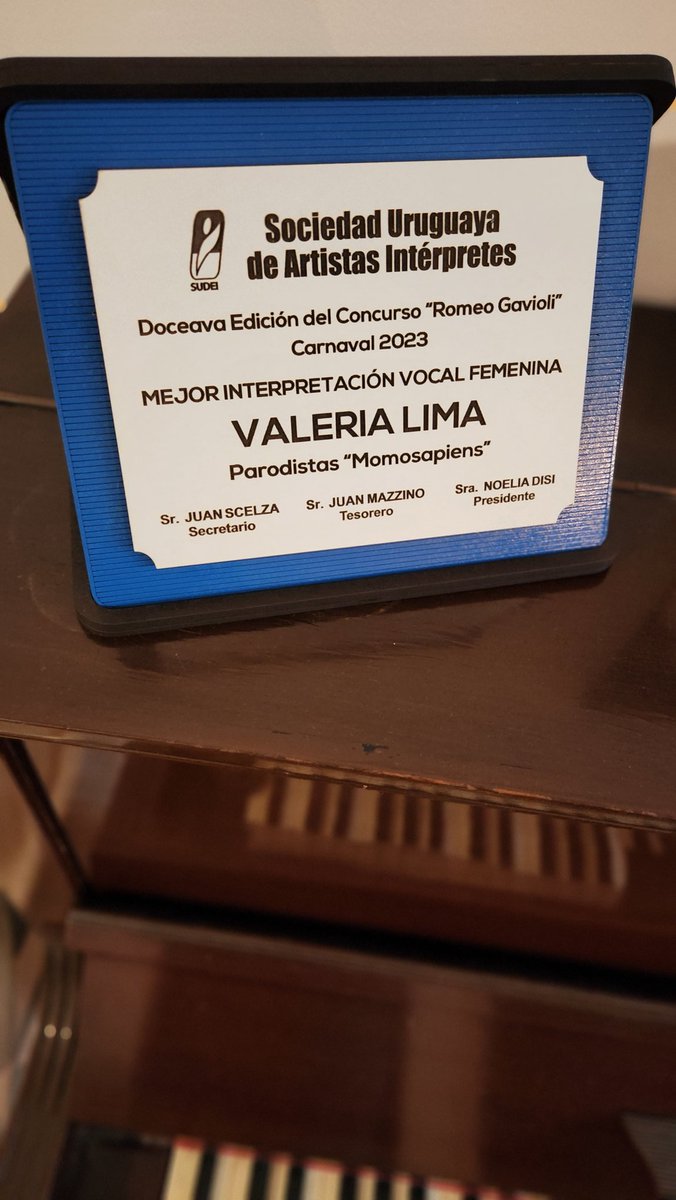 Sociedad Uruguaya
de Artistas Intérpretes
SUDEI
Doceava Edición del Concurso “Romeo Gavioli”
Carnaval 2023
MEJOR INTERPRETACIÓN VOCAL FEMENINA
VALERIA LIMA
Parodistas “Momosapiens”
Sr. JUAN SCELZA Sr. JUAN MAZZINO Sra. NOELIA DISI
Secretario Tesorero Presidente